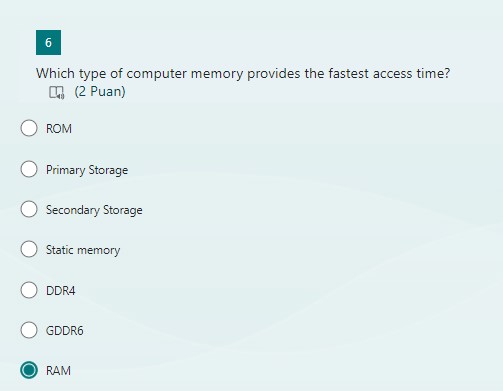 6
Which type of computer memory provides the fastest access time?
(2 Puan)
ROM
Primary Storage
Secondary Storage
Static memory
DDR4
GDDR6
RAM